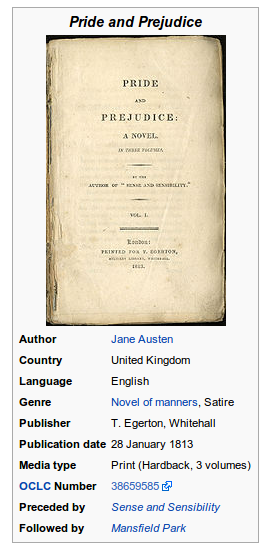 Pride and Prejudice
PRIDE
AND
PREJUDICE:
A NOVEL.
IN THREE VOLUMES.
BY THE
AUTHOR OF "SENSE AND SENSIBILITY."
VOL. I.
London:
PRINTED FOR T. EGERTON,
MILITARY LIBRARY, WHITEHALL.
1813.
Author Jane Austen
Country United Kingdom
Language English
Genre Novel of manners, Satire
Publisher T. Egerton, Whitehall
Publication date 28 January 1813
Media type Print (Hardback, 3 volumes)
OCLC Number 38659585
Preceded by Sense and Sensibility
Followed by Mansfield Park